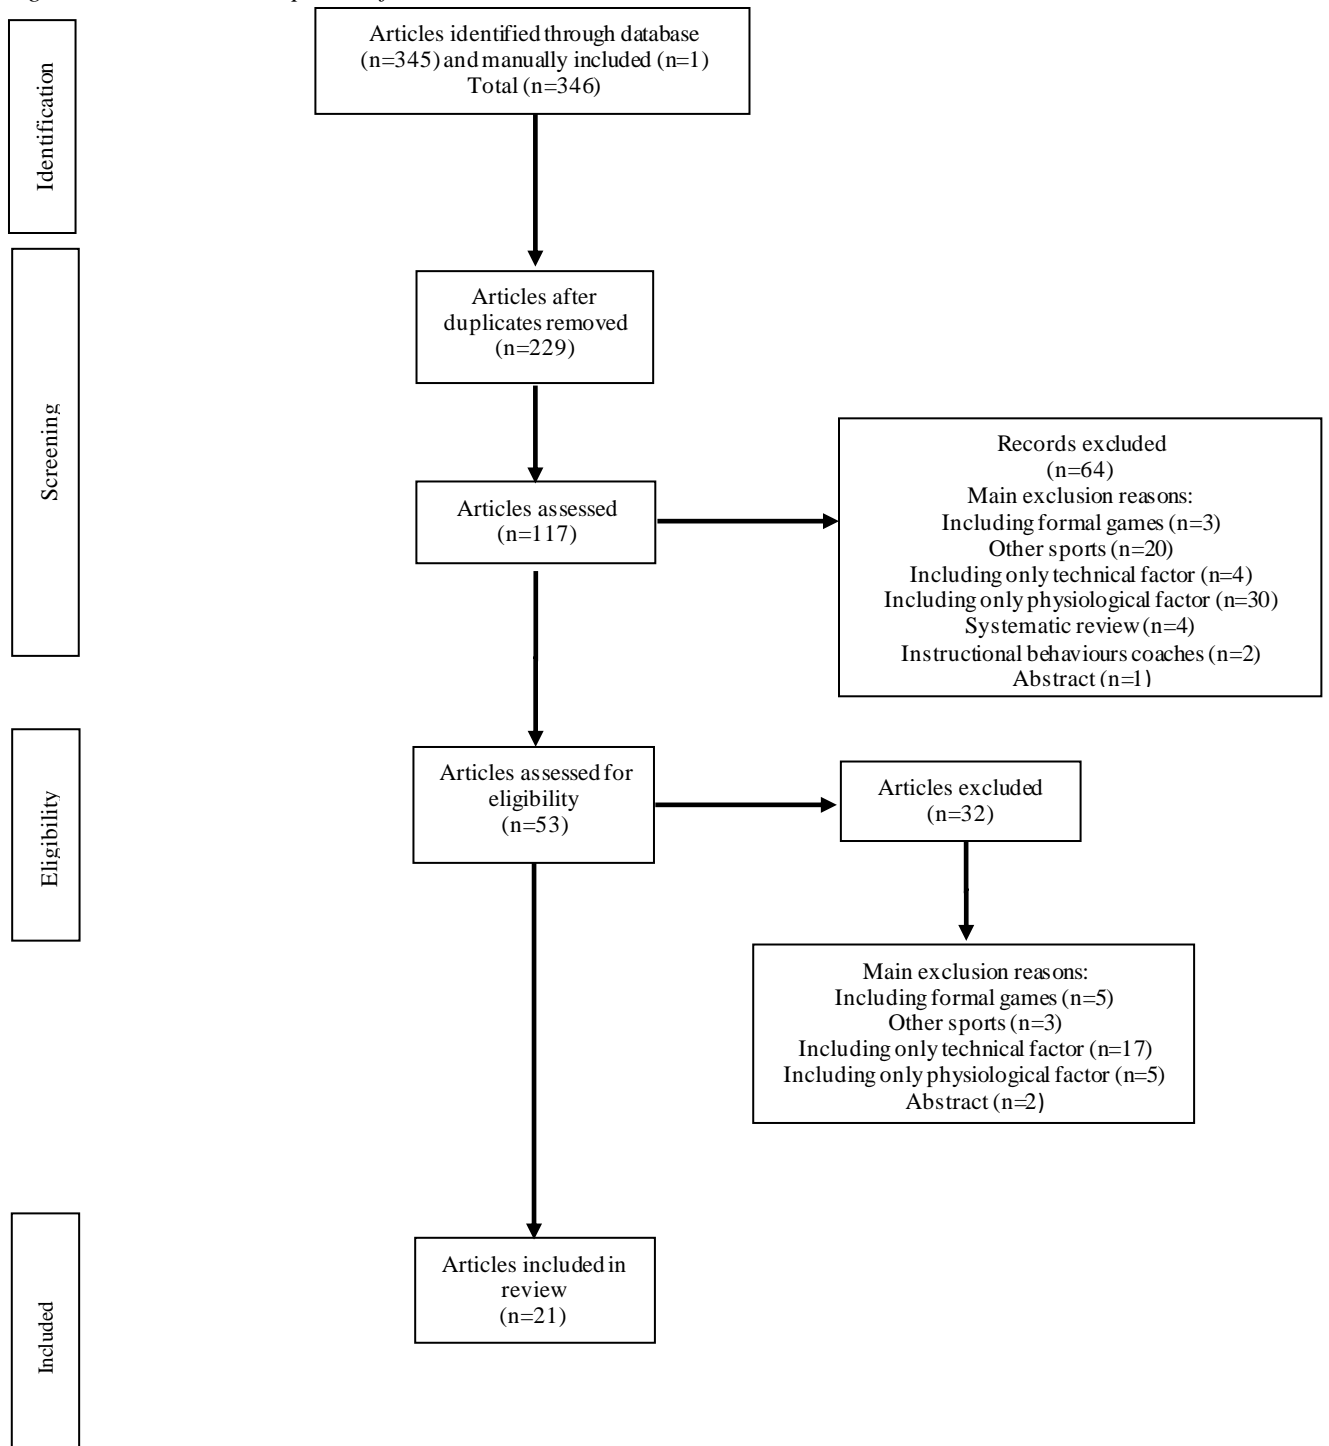 Identification
Articles identified through database
(n=345) and manually included (n=1)
Total (n=346)
Screening
Articles after
duplicates removed
(n=229)
Articles assessed
(n=117)
Records excluded
(n=64)
Main exclusion reasons:
Including formal games (n=3)
Other sports (n=20)
Including only technical factor (n=4)
Including only physiological factor (n=30)
Systematic review (n=4)
Instructional behaviours coaches (n=2)
Abstract (n=1)
Eligibility
Articles assessed for
eligibility
(n=53)
Articles excluded
(n=32)
Main exclusion reasons:
Including formal games (n=5)
Other sports (n=3)
Including only technical factor (n=17)
Including only physiological factor (n=5)
Abstract (n=2)
Included
Articles included in
review
(n=21)